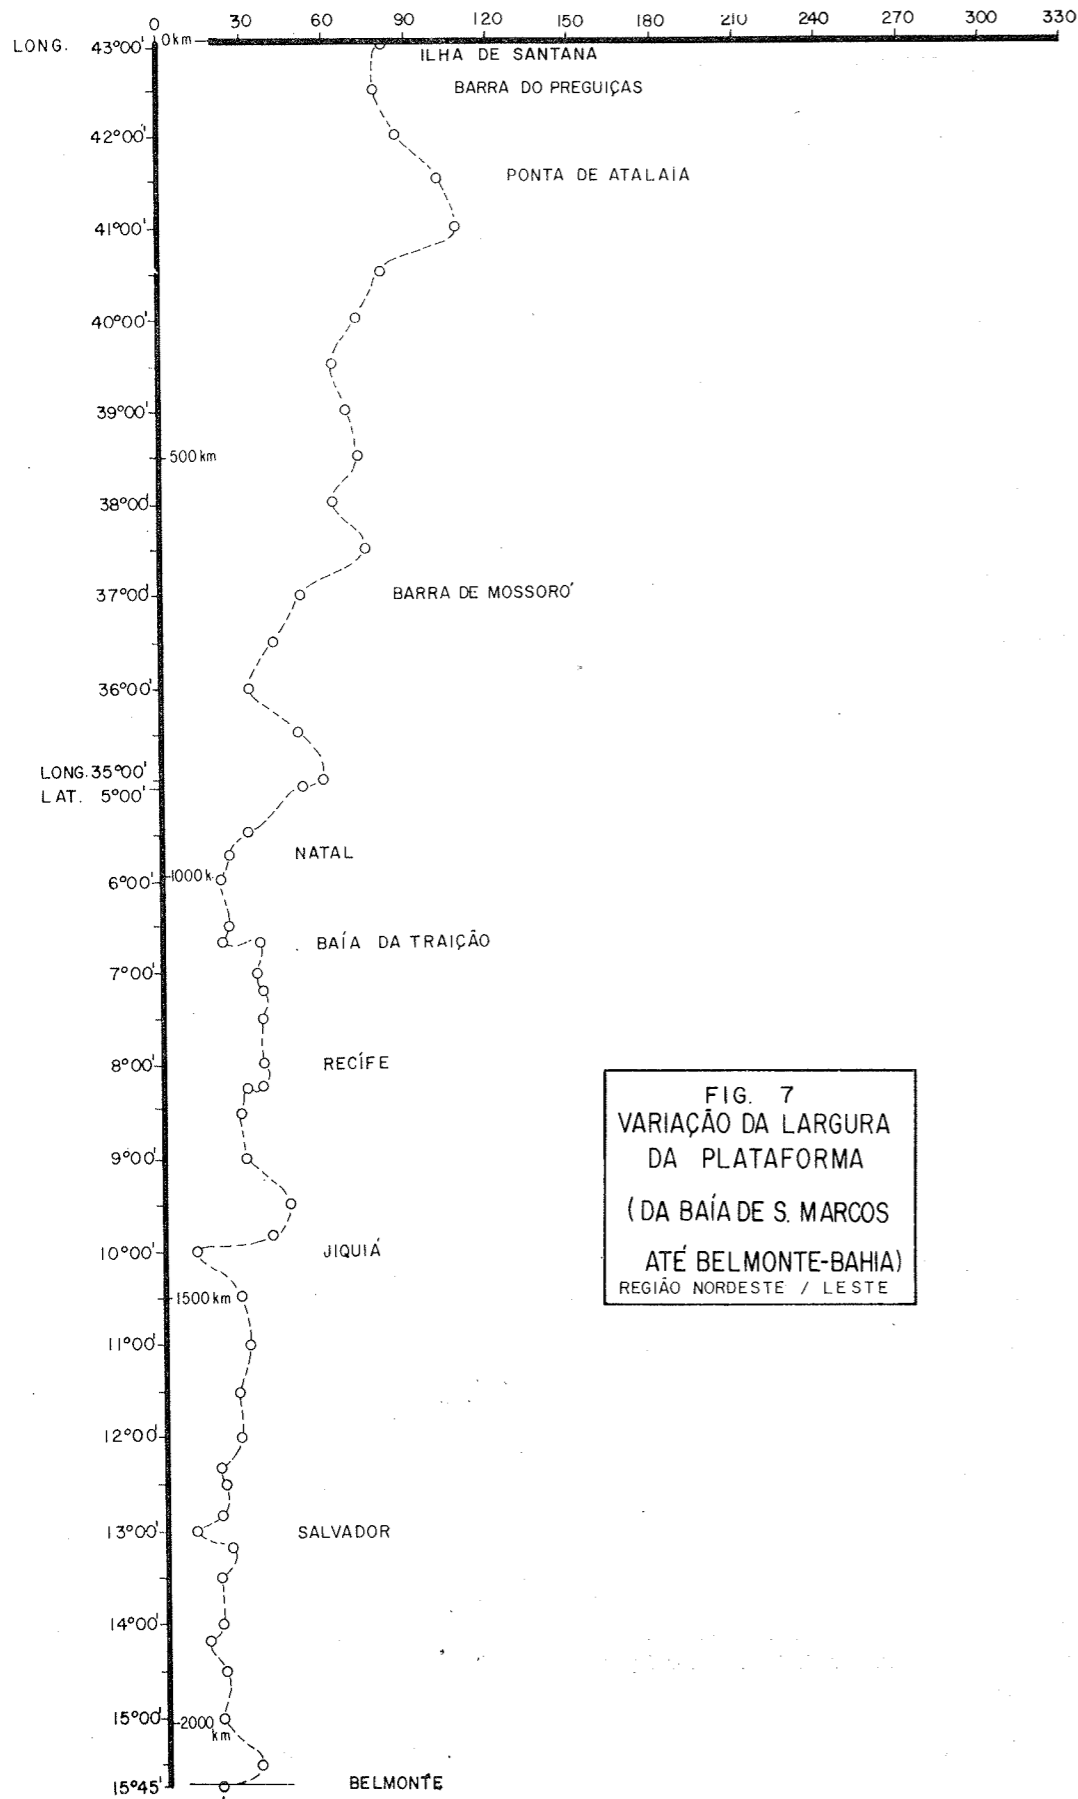 0 30 60 90 120 150 180 210 240 270 300 330
0 km
LONG. 43°00'
ILHA DE SANTANA
BARRA DO PREGUIÇAS
42°00'
PONTA DE ATALAIA
41°00'
40°00'
39°00'
500 km
38°00'
37°00'
BARRA DE MOSSORÓ
36°00'
LONG. 35°00'
LAT. 5°00'
NATAL
1000 k
6°00'
BAÍA DA TRAIÇÃO
7°00'
8°00'
RECÍFE
9°00'
10°00'
JIQUIÁ
1500 km
11°00'
12°00'
13°00'
SALVADOR
14°00'
15°00'
2000
km
15°45'
BELMONTE
FIG. 7
VARIAÇÃO DA LARGURA
DA PLATAFORMA
(DA BAÍA DE S. MARCOS
ATÉ BELMONTE-BAHIA)
REGIÃO NORDESTE / LESTE